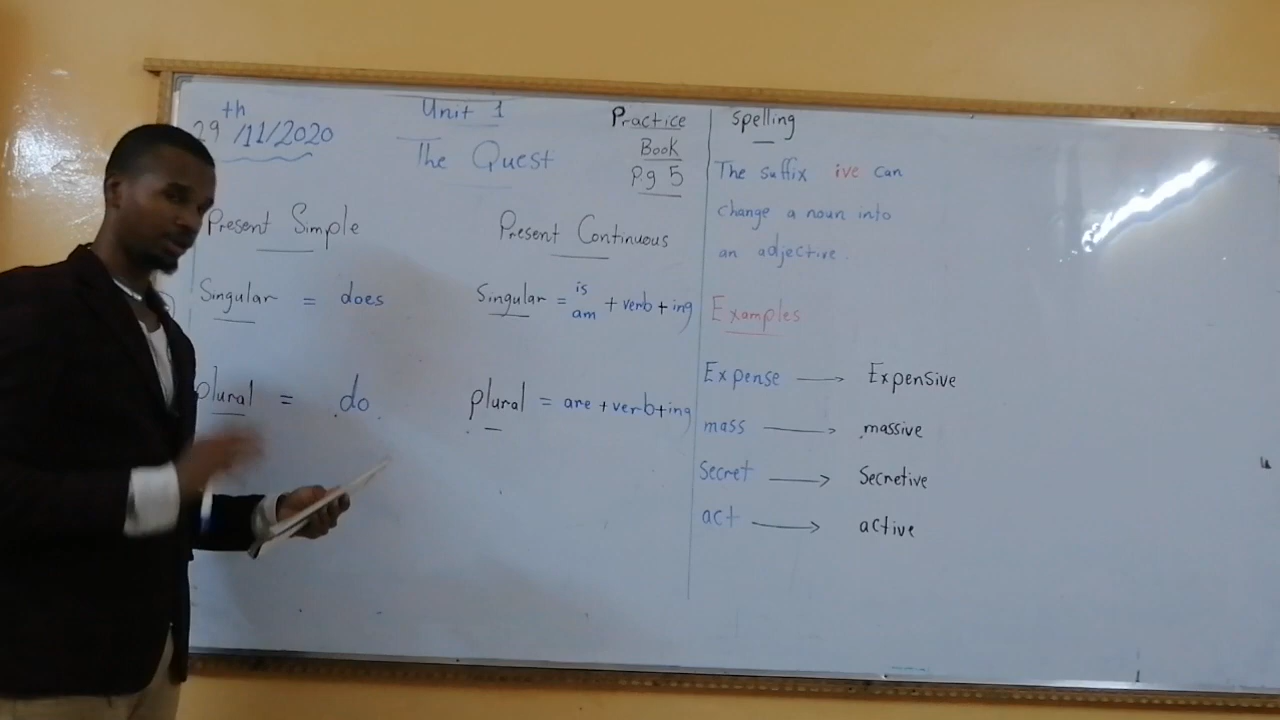 29th/11/2020
Unit 1
The Quest
Practice
Book
P.g 5
Present Simple
Present Continuous
Singular = does
Singular = is am + verb + ing
plural = do
plural = are + verb + ing
Spelling
The suffix ive can
change a noun into
an adjective.
Examples
Expense → Expensive
mass → massive
Secret → Secretive
act → active